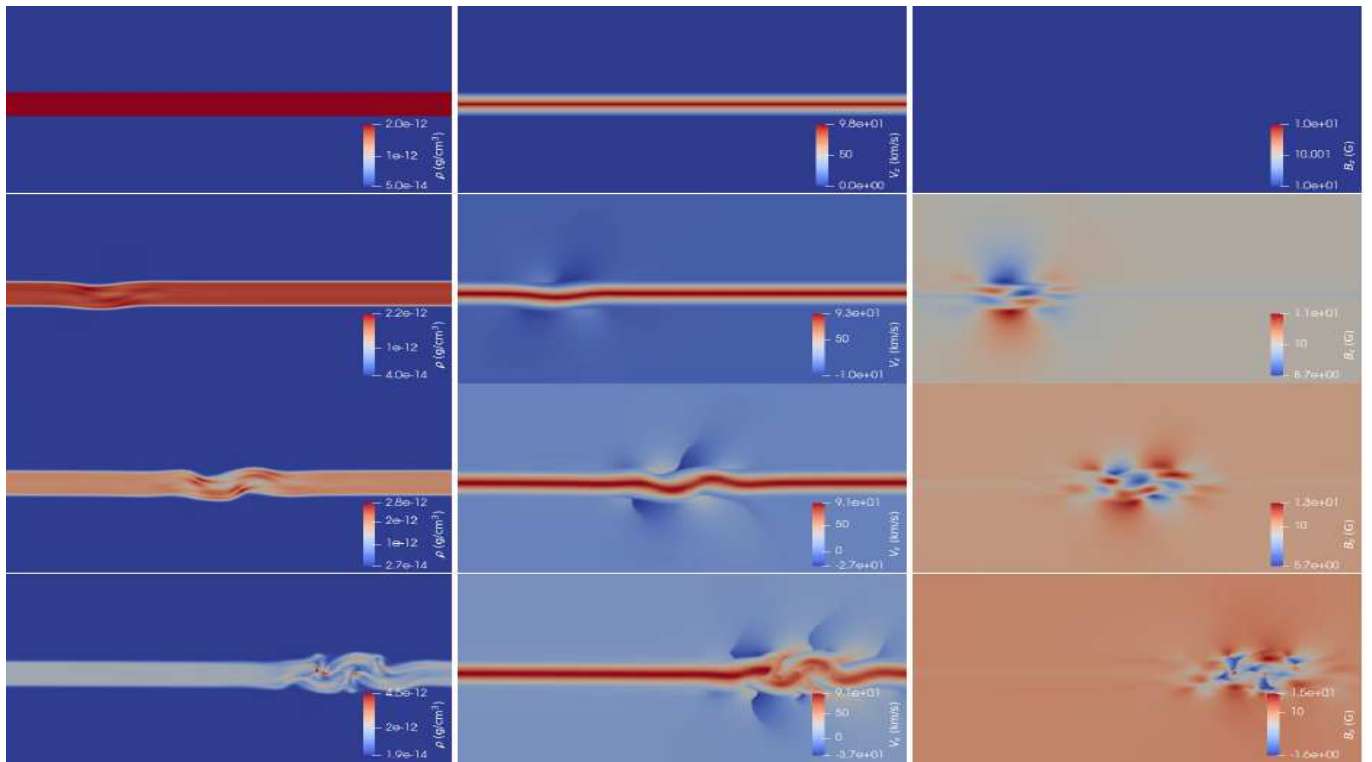 2.0e-12
1e-12
5.0e-14
ρ (g/cm³)
9.8e+01
50
0.0e+00
V_z (km/s)
1.0e+01
10.001
1.0e+01
B_z (G)
2.2e-12
1e-12
4.0e-14
ρ (g/cm³)
9.3e+01
50
-1.0e+01
V_z (km/s)
1.1e+01
10
8.7e+00
B_z (G)
2.8e-12
2e-12
1e-12
2.7e-14
ρ (g/cm³)
9.1e+01
50
0
-2.7e+01
V_z (km/s)
1.3e+01
10
5.7e+00
B_z (G)
4.5e-12
2e-12
1.9e-14
ρ (g/cm³)
9.1e+01
50
0
-3.7e+01
V_z (km/s)
1.5e+01
10
-1.6e+00
B_z (G)